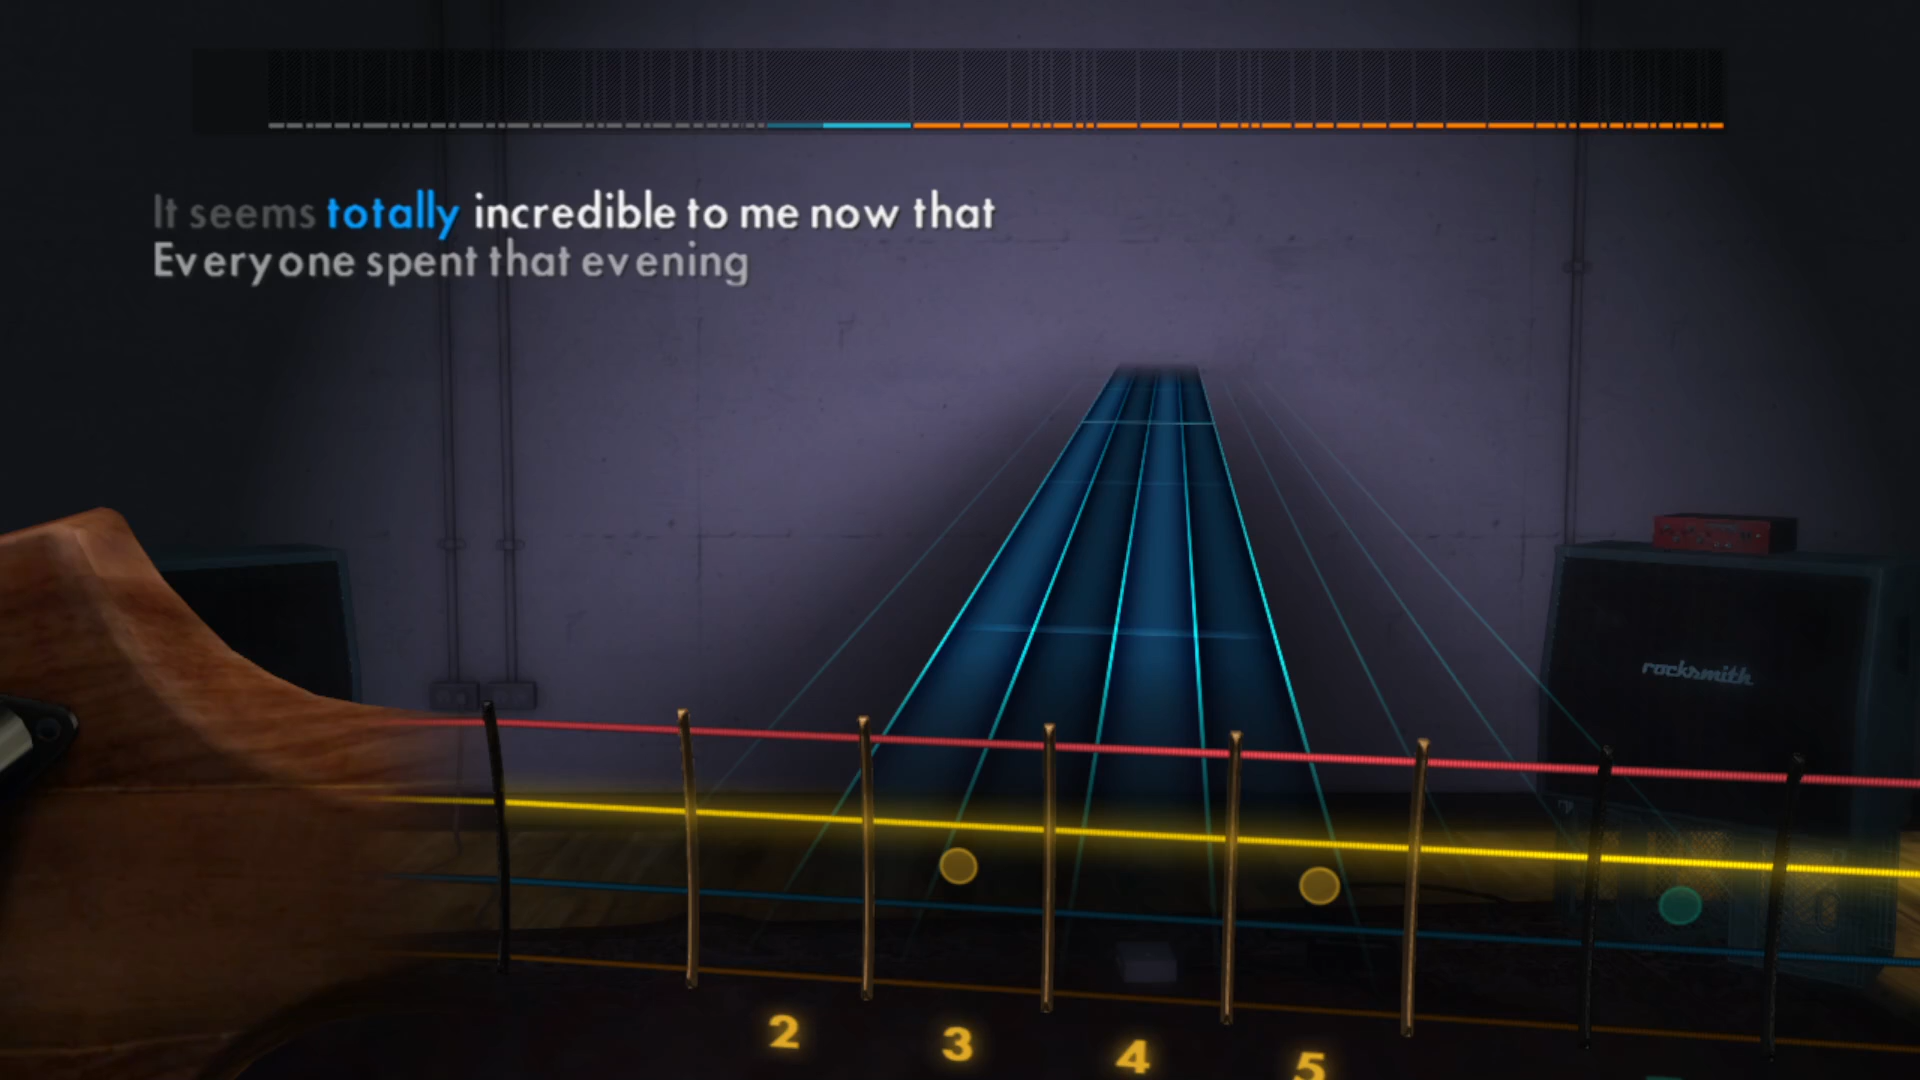 It seems totally incredible to me now that
Everyone spent that evening
rocksmith
2
3
4
5